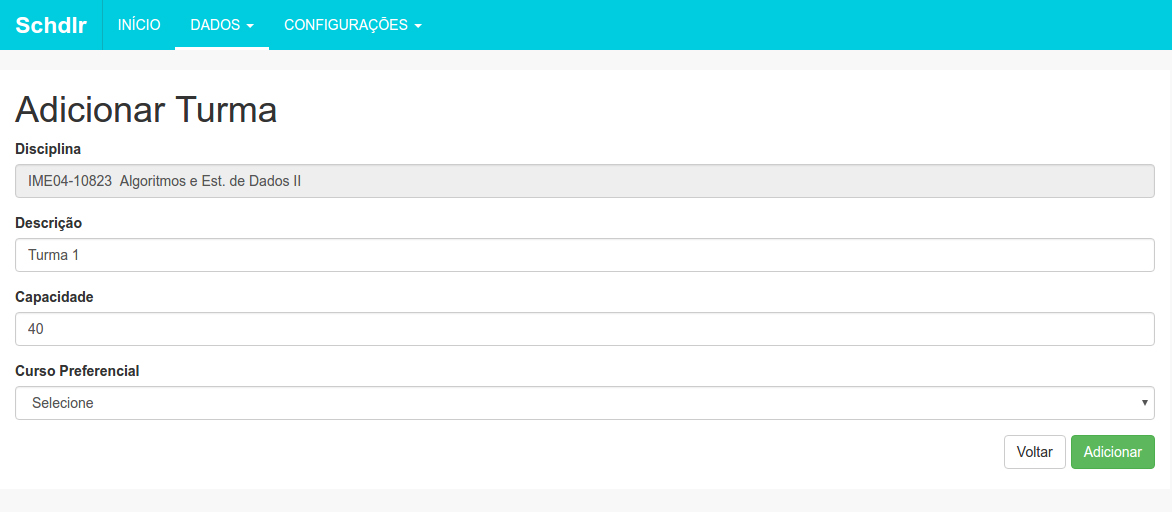 Schdlr INÍCIO DADOS CONFIGURAÇÕES
Adicionar Turma
Disciplina
IME04-10823  Algoritmos e Est. de Dados II
Descrição
Turma 1
Capacidade
40
Curso Preferencial
Selecione
Voltar Adicionar